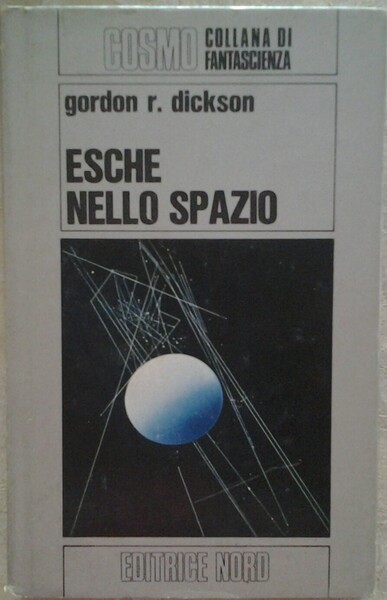 COSMO COLLANA DI
FANTASCIENZA
gordon r. dickson
ESCHE
NELLO SPAZIO
EDITRICE NORD